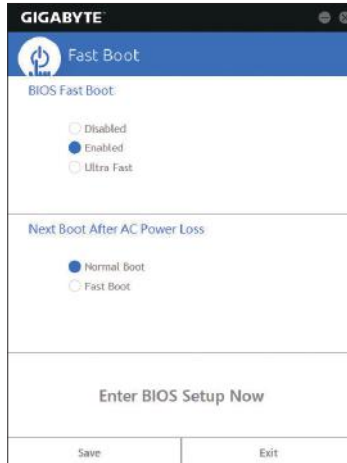 GIGABYTE
Fast Boot
BIOS Fast Boot
Disabled
Enabled
Ultra Fast
Next Boot After AC Power Loss
Normal Boot
Fast Boot
Enter BIOS Setup Now
Save Exit